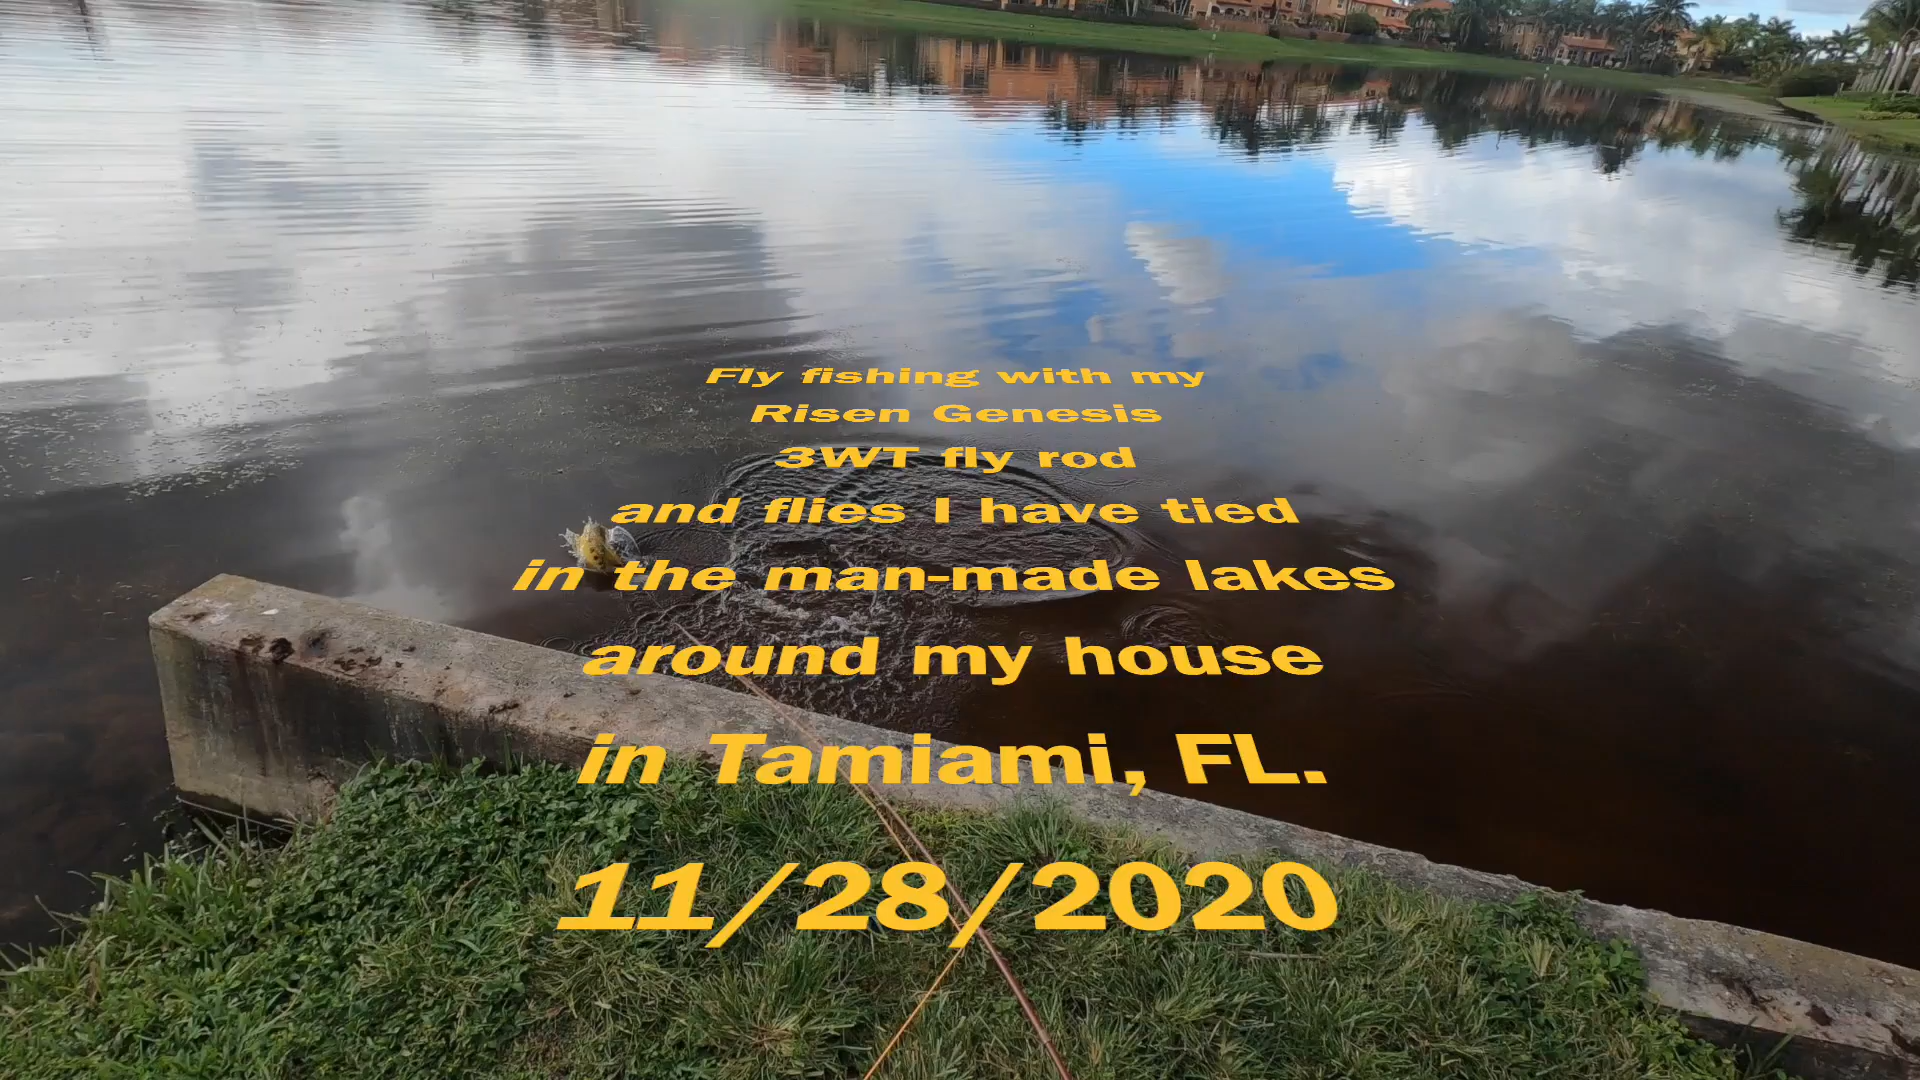 Fly fishing with my
Risen Genesis
3WT fly rod
and flies I have tied
in the man-made lakes
around my house
in Tamiami, FL.
11/28/2020